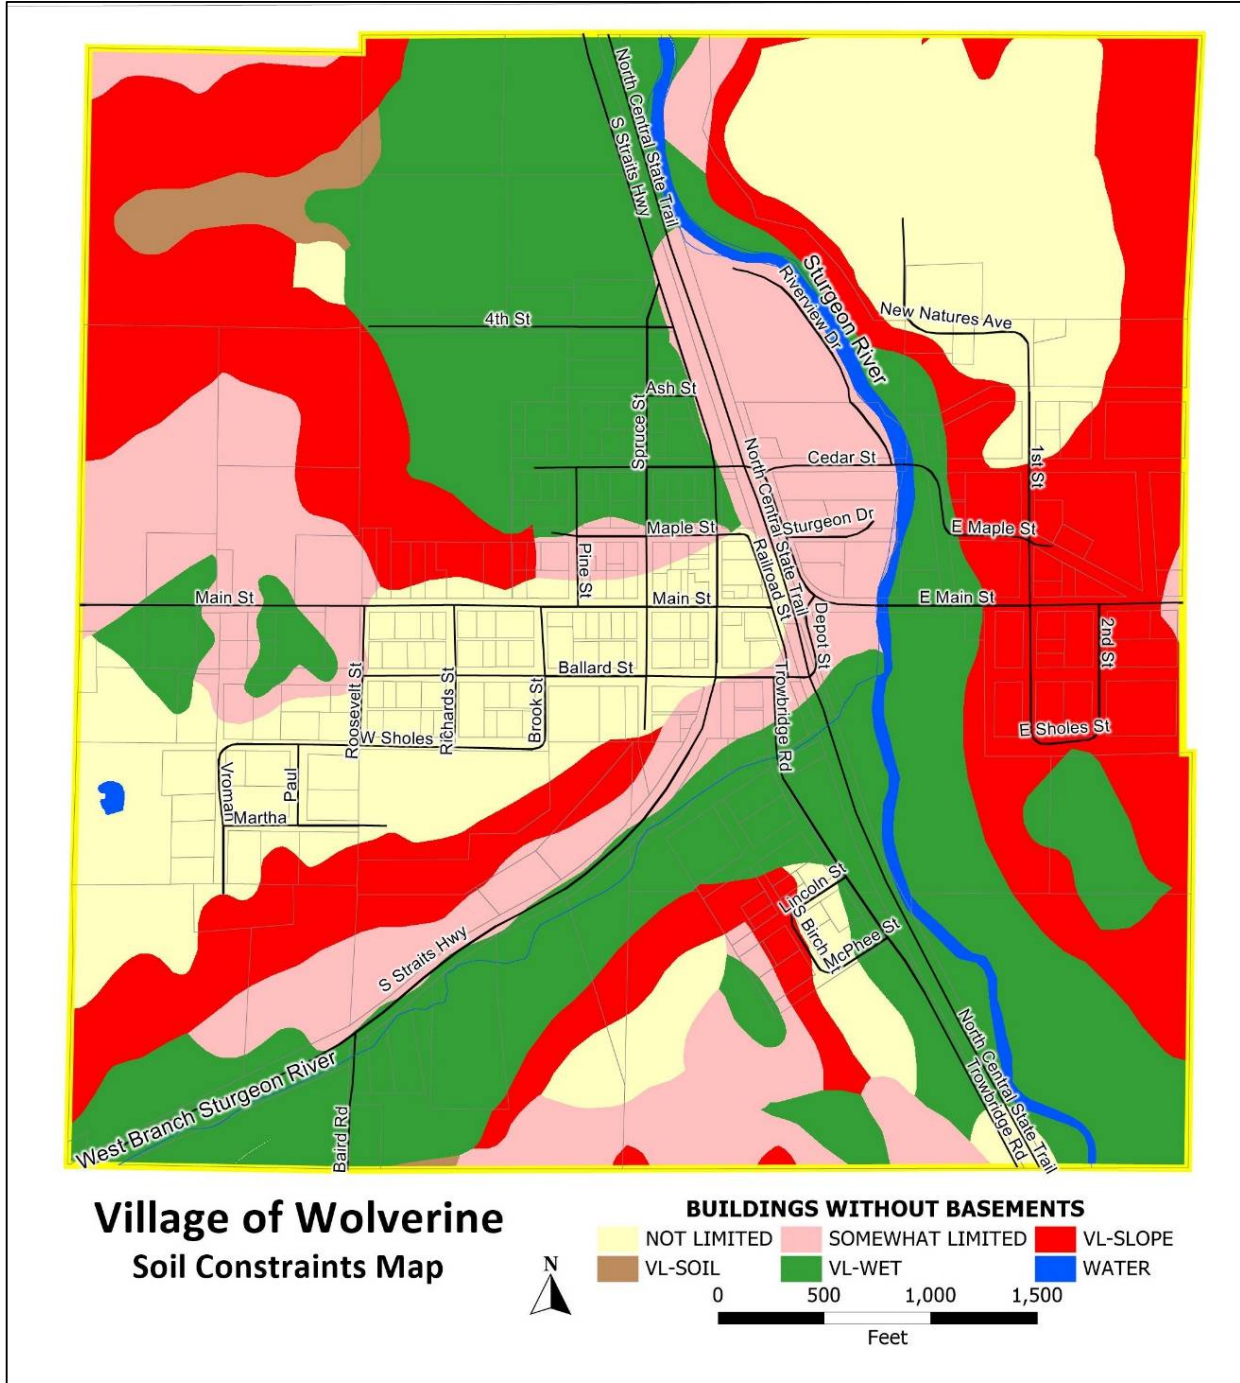 North Central State Trail
S Straits Hwy
Sturgeon River
Riverview Dr
New Natures Ave
4th St
Ash St
Spruce St
North Central State Trail
Cedar St
1st St
Maple St
Sturgeon Dr
E Maple St
Pine St
Railroad St
Main St
Main St
E Main St
Depot St
2nd St
Ballard St
Roosevelt St
Richards St
Brook St
Trowbridge Rd
E Sholes St
W Sholes
Vroman
Paul
Martha
Lincoln St
S Birch
McPhee St
S Straits Hwy
North Central State Trail
Trowbridge Rd
West Branch Sturgeon River
Baird Rd
Village of Wolverine
Soil Constraints Map
N
BUILDINGS WITHOUT BASEMENTS
NOT LIMITED SOMEWHAT LIMITED VL-SLOPE
VL-SOIL VL-WET WATER
0 500 1,000 1,500
Feet